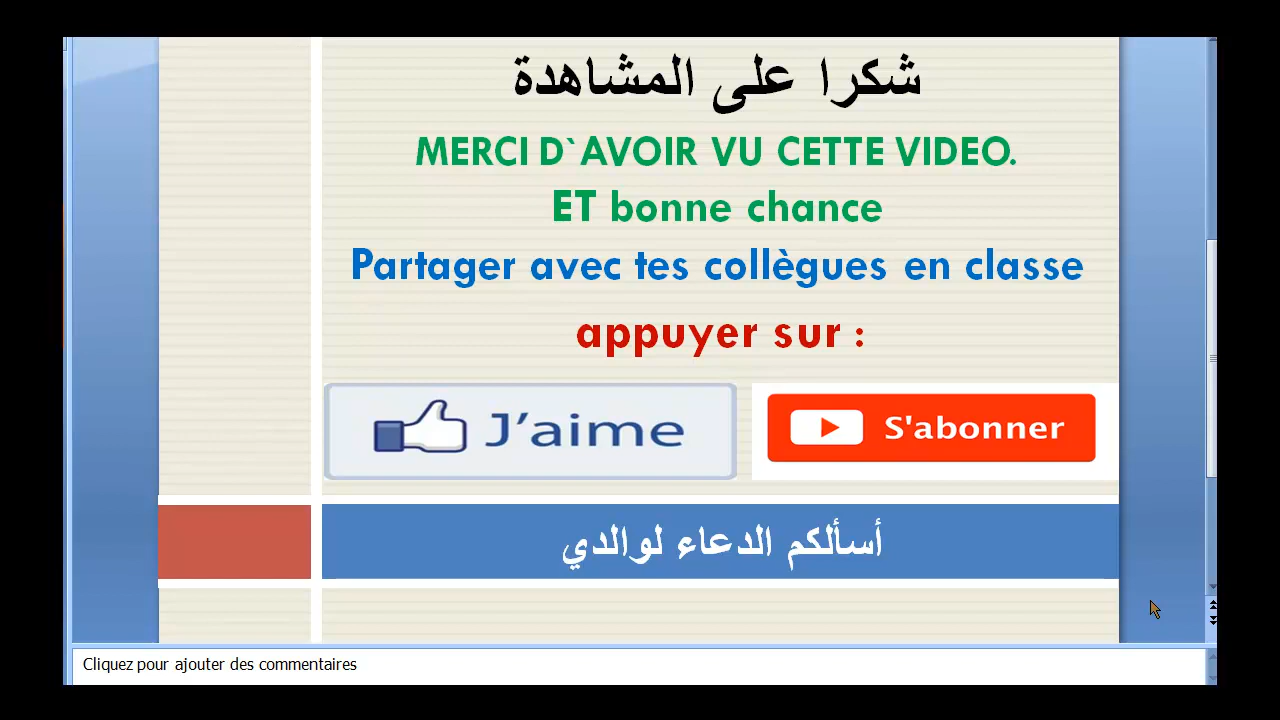 شكرا على المشاهدة
MERCI D`AVOIR VU CETTE VIDEO.
ET bonne chance
Partager avec tes collègues en classe
appuyer sur :
J’aime
S'abonner
أسألكم الدعاء لوالدي
Cliquez pour ajouter des commentaires